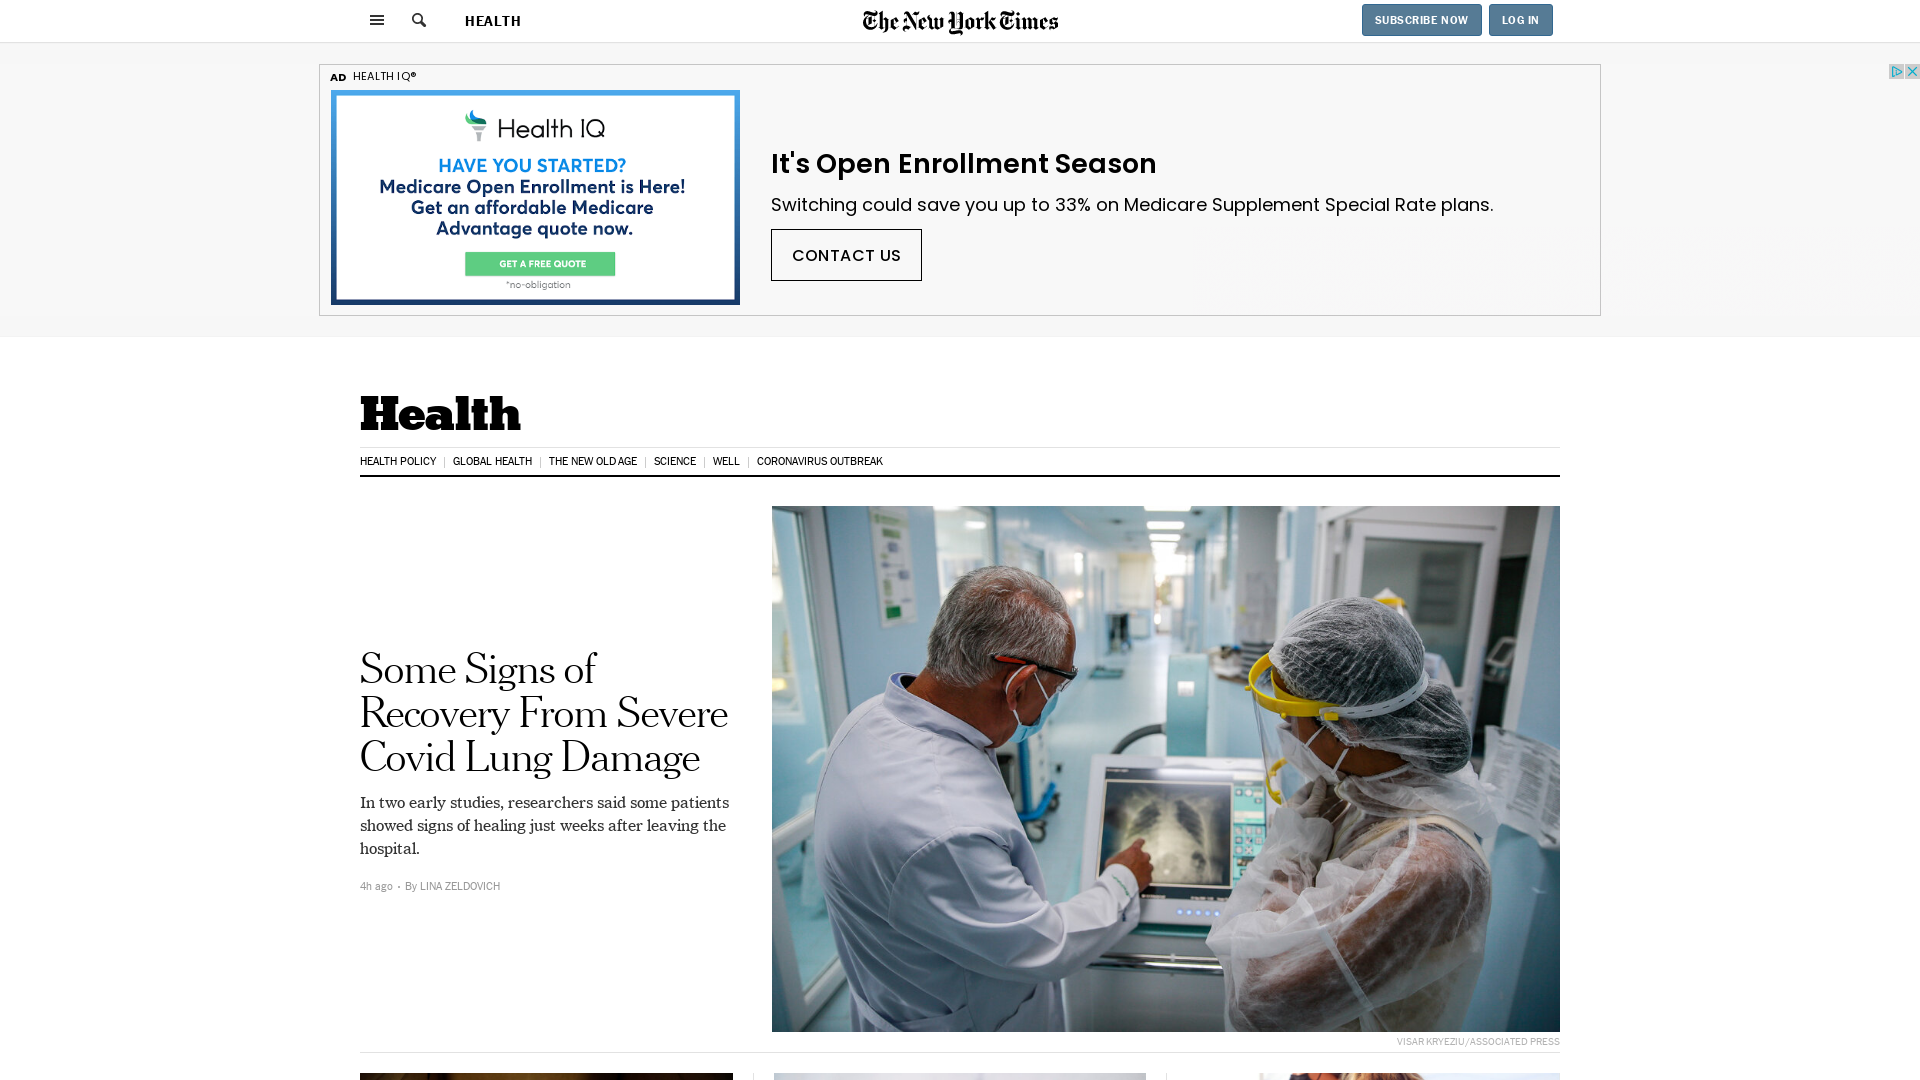 HEALTH
The New York Times
SUBSCRIBE NOW
LOG IN
AD HEALTH IQ®
Health IQ
HAVE YOU STARTED?
Medicare Open Enrollment is Here!
Get an affordable Medicare
Advantage quote now.
GET A FREE QUOTE
*no-obligation
It's Open Enrollment Season
Switching could save you up to 33% on Medicare Supplement Special Rate plans.
CONTACT US
Health
HEALTH POLICY
GLOBAL HEALTH
THE NEW OLD AGE
SCIENCE
WELL
CORONAVIRUS OUTBREAK
Some Signs of
Recovery From Severe
Covid Lung Damage
In two early studies, researchers said some patients
showed signs of healing just weeks after leaving the
hospital.
4h ago • By LINA ZELDOVICH
VISAR KRYEZIU/ASSOCIATED PRESS